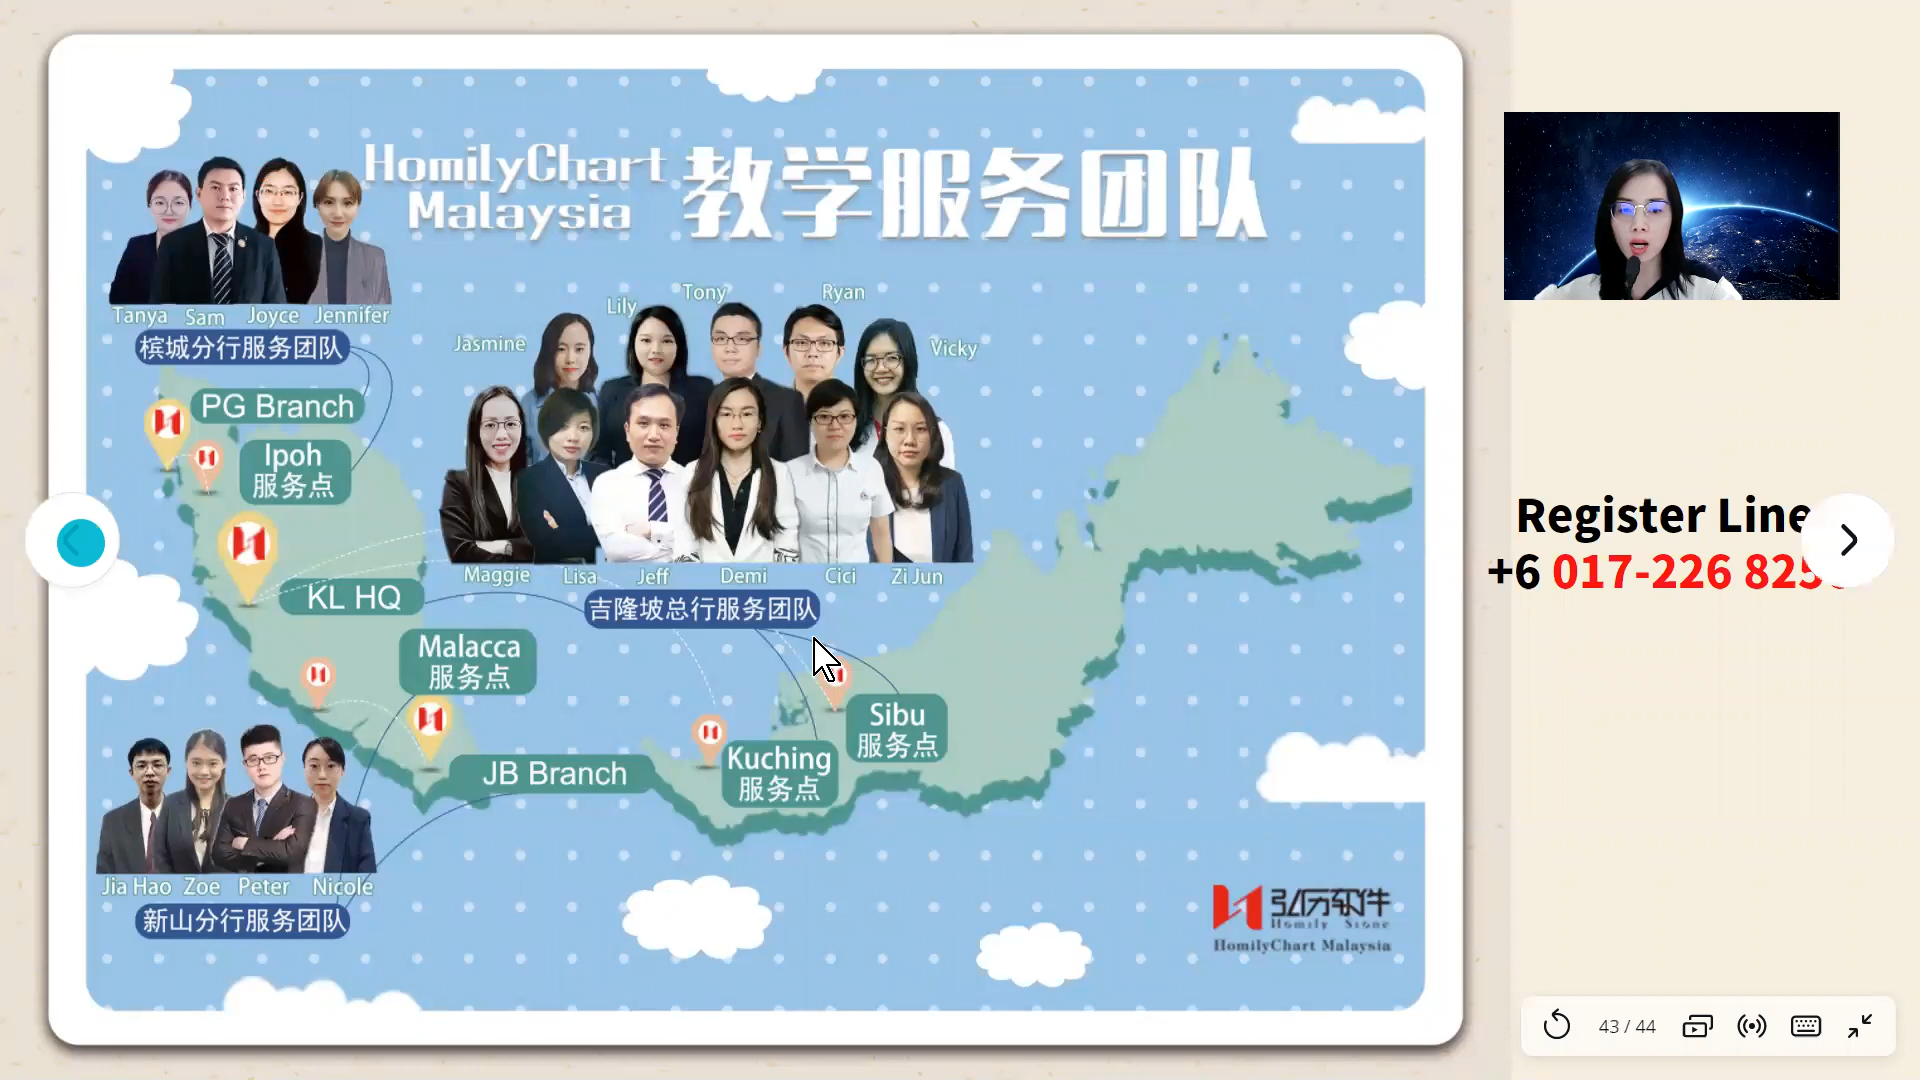 HomilyChart
Malaysia
教学服务团队
Tanya Sam Joyce Jennifer
槟城分行服务团队
PG Branch
Ipoh
服务点
Jasmine Lily Tony Ryan Vicky
Maggie Lisa Jeff Demi Cici Zi Jun
吉隆坡总行服务团队
KL HQ
Malacca
服务点
JB Branch
Kuching
服务点
Sibu
服务点
Jia Hao Zoe Peter Nicole
新山分行服务团队
弘历软件
Homily Stone
HomilyChart Malaysia
Register Line
+6 017-226 825
43 / 44